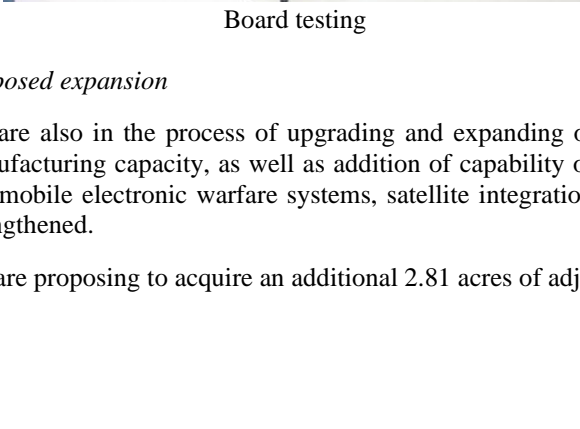 Board testing
posed expansion
are also in the process of upgrading and expanding
ufacturing capacity, as well as addition of capability
mobile electronic warfare systems, satellite integratio
ngthened.
are proposing to acquire an additional 2.81 acres of adj